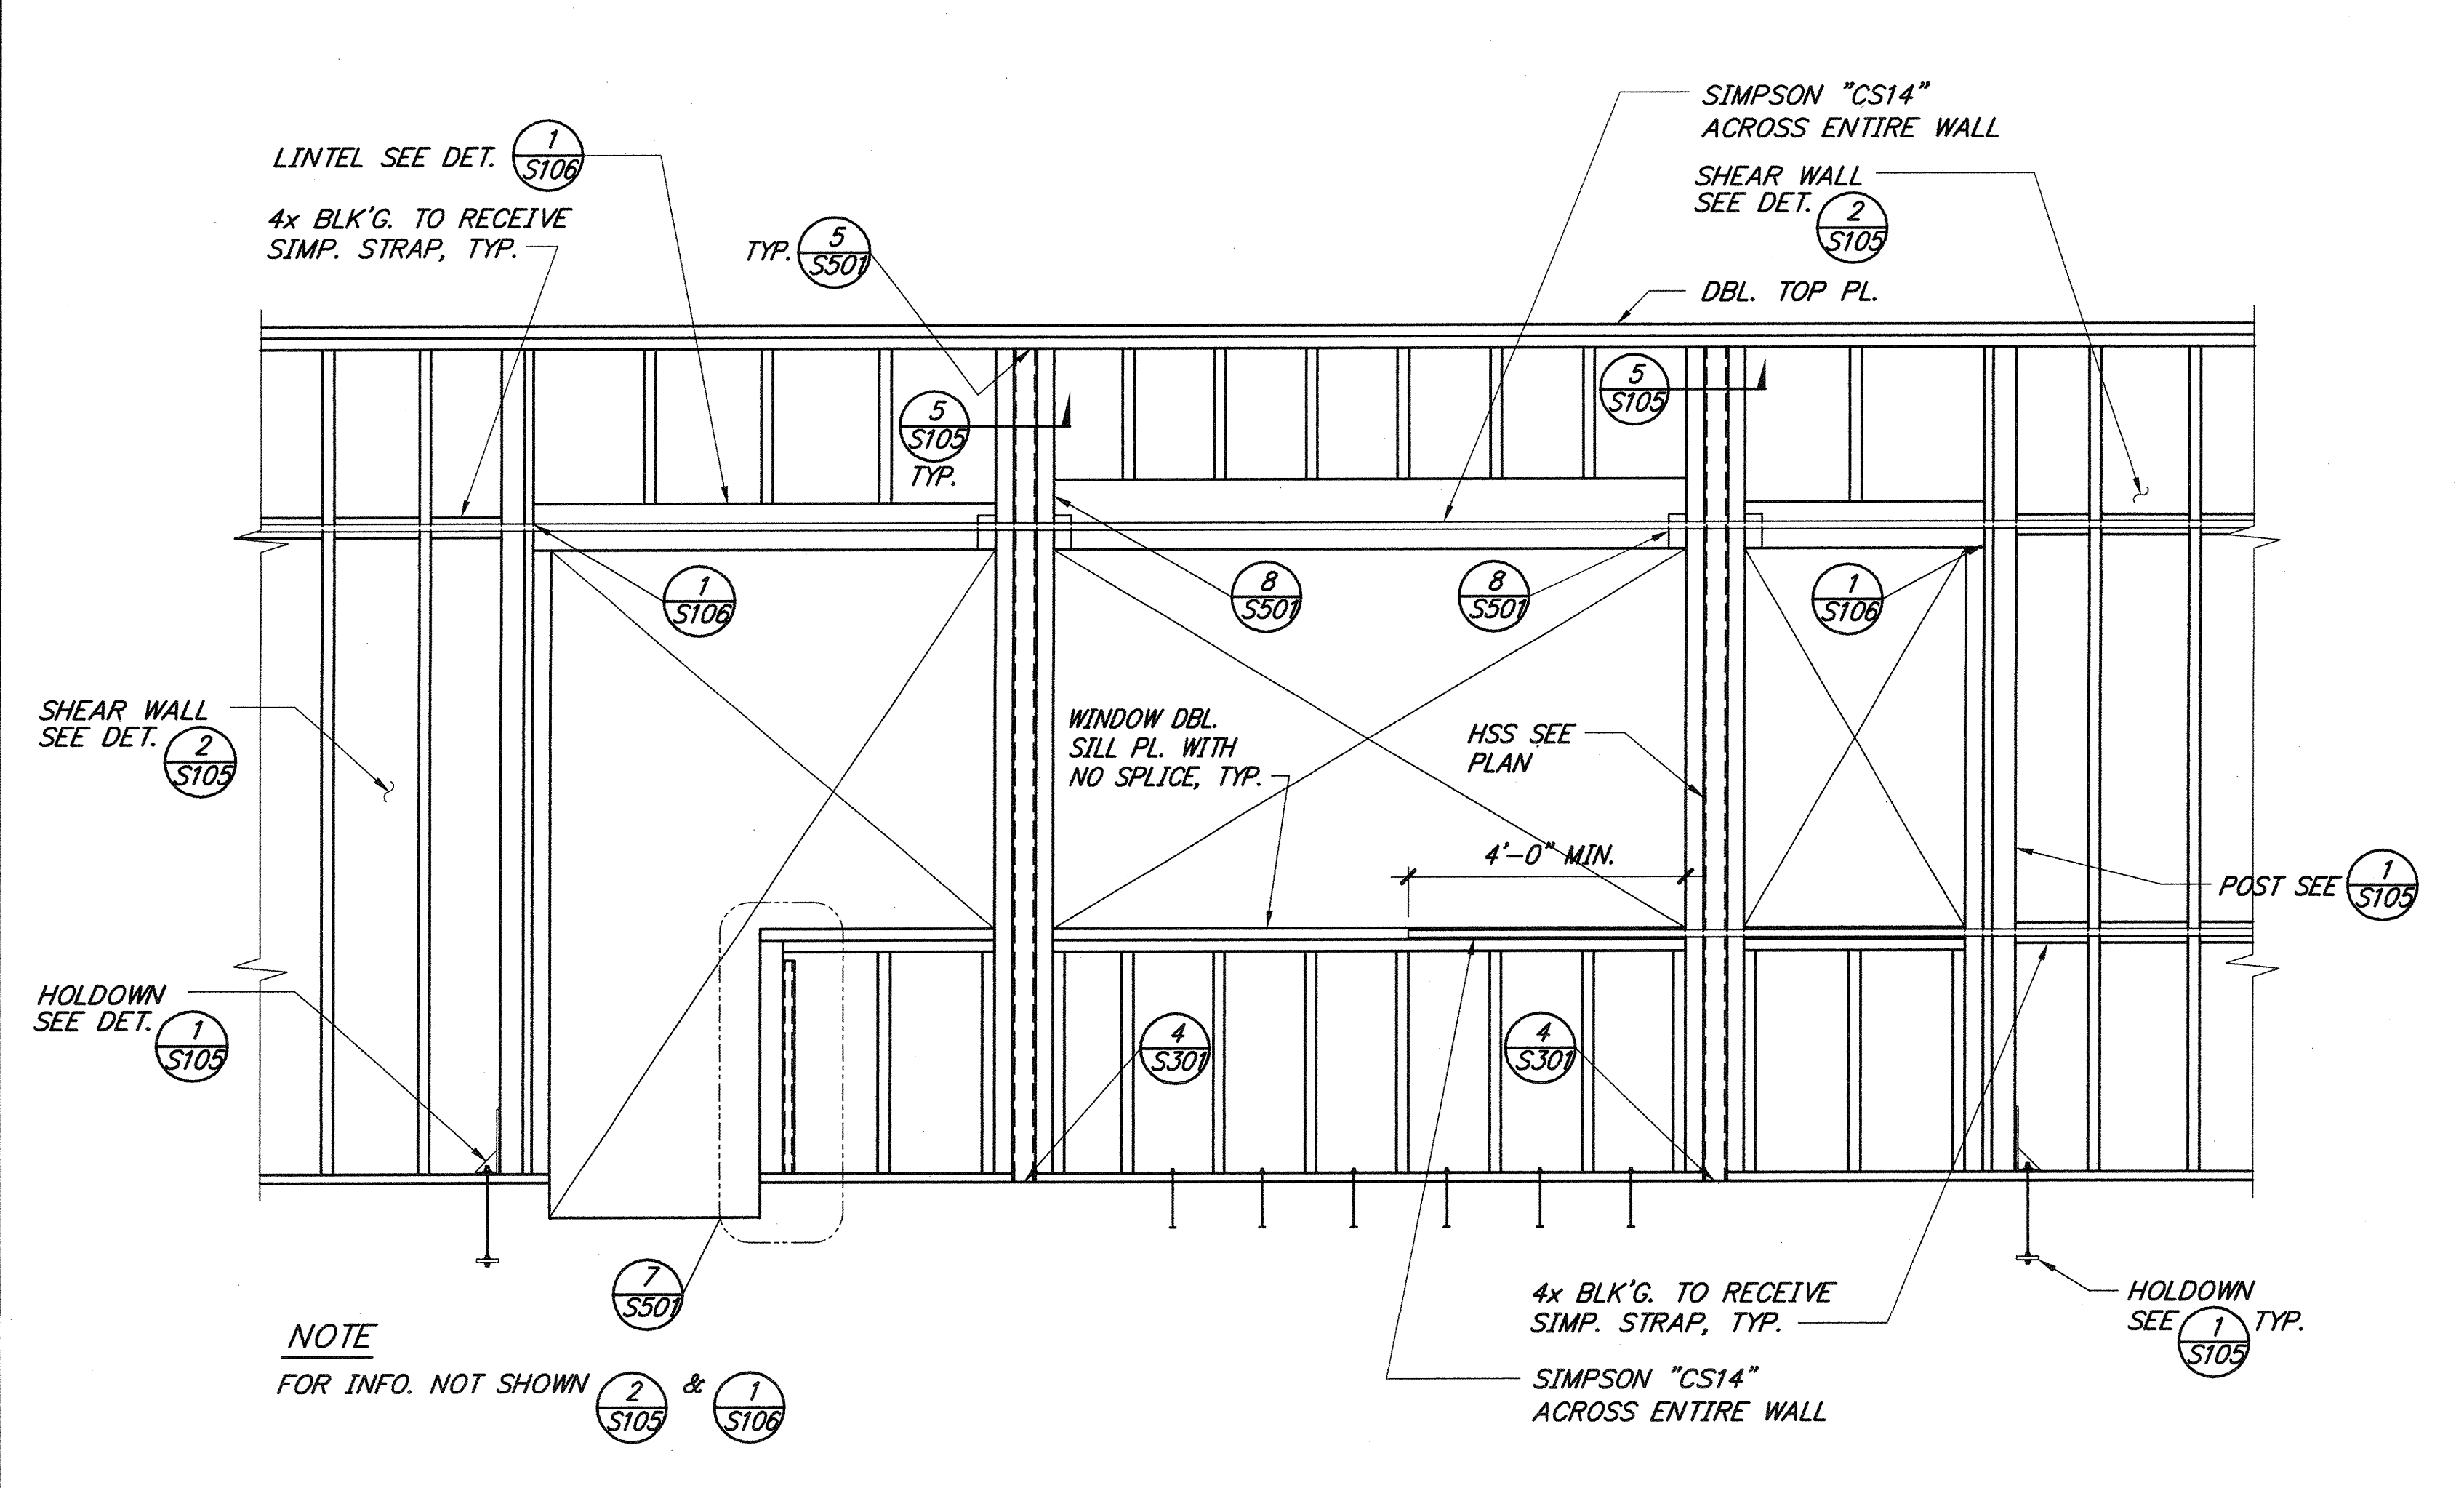 SIMPSON "CS14"
ACROSS ENTIRE WALL
LINTEL SEE DET. 1
S106
SHEAR WALL
SEE DET. 2
S105
4x BLK'G. TO RECEIVE
SIMP. STRAP, TYP.
TYP. 5
S501
DBL. TOP PL.
5
S105
TYP.
5
S105
1
S106
8
S501
8
S501
1
S106
SHEAR WALL
SEE DET. 2
S105
WINDOW DBL.
SILL PL. WITH
NO SPLICE, TYP.
HSS SEE
PLAN
4'-0" MIN.
POST SEE 1
S105
HOLDOWN
SEE DET. 1
S105
4
S301
4
S301
7
S501
4x BLK'G. TO RECEIVE
SIMP. STRAP, TYP.
HOLDOWN
SEE 1 TYP.
S105
SIMPSON "CS14"
ACROSS ENTIRE WALL
NOTE
FOR INFO. NOT SHOWN 2 & 1
S105 S106